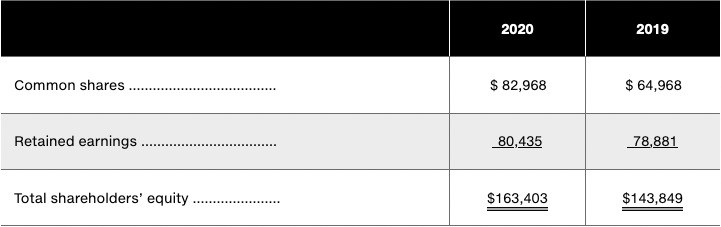 2020 2019
Common shares ..................................... $ 82,968 $ 64,968
Retained earnings .................................. 80,435 78,881
Total shareholders’ equity ...................... $163,403 $143,849